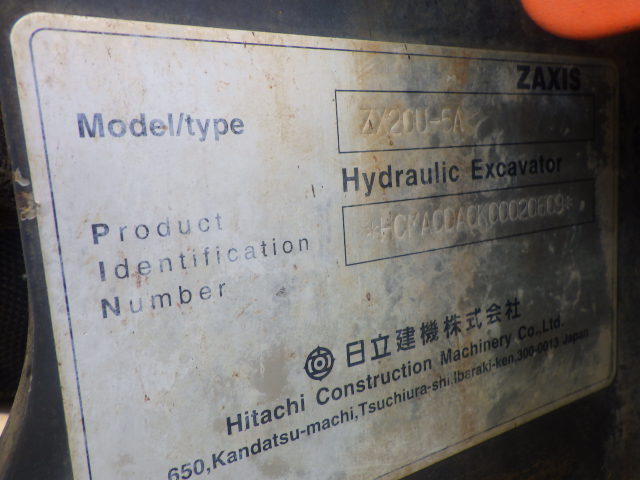 ZAXIS
Model/type
Hydraulic Excavator
Product
Identification
Number
日立建機株式会社
Hitachi Construction Machinery Co.,Ltd.
650,Kandatsu-machi,Tsuchiura-shi.Ibaraki-ken,300-0013 Japan